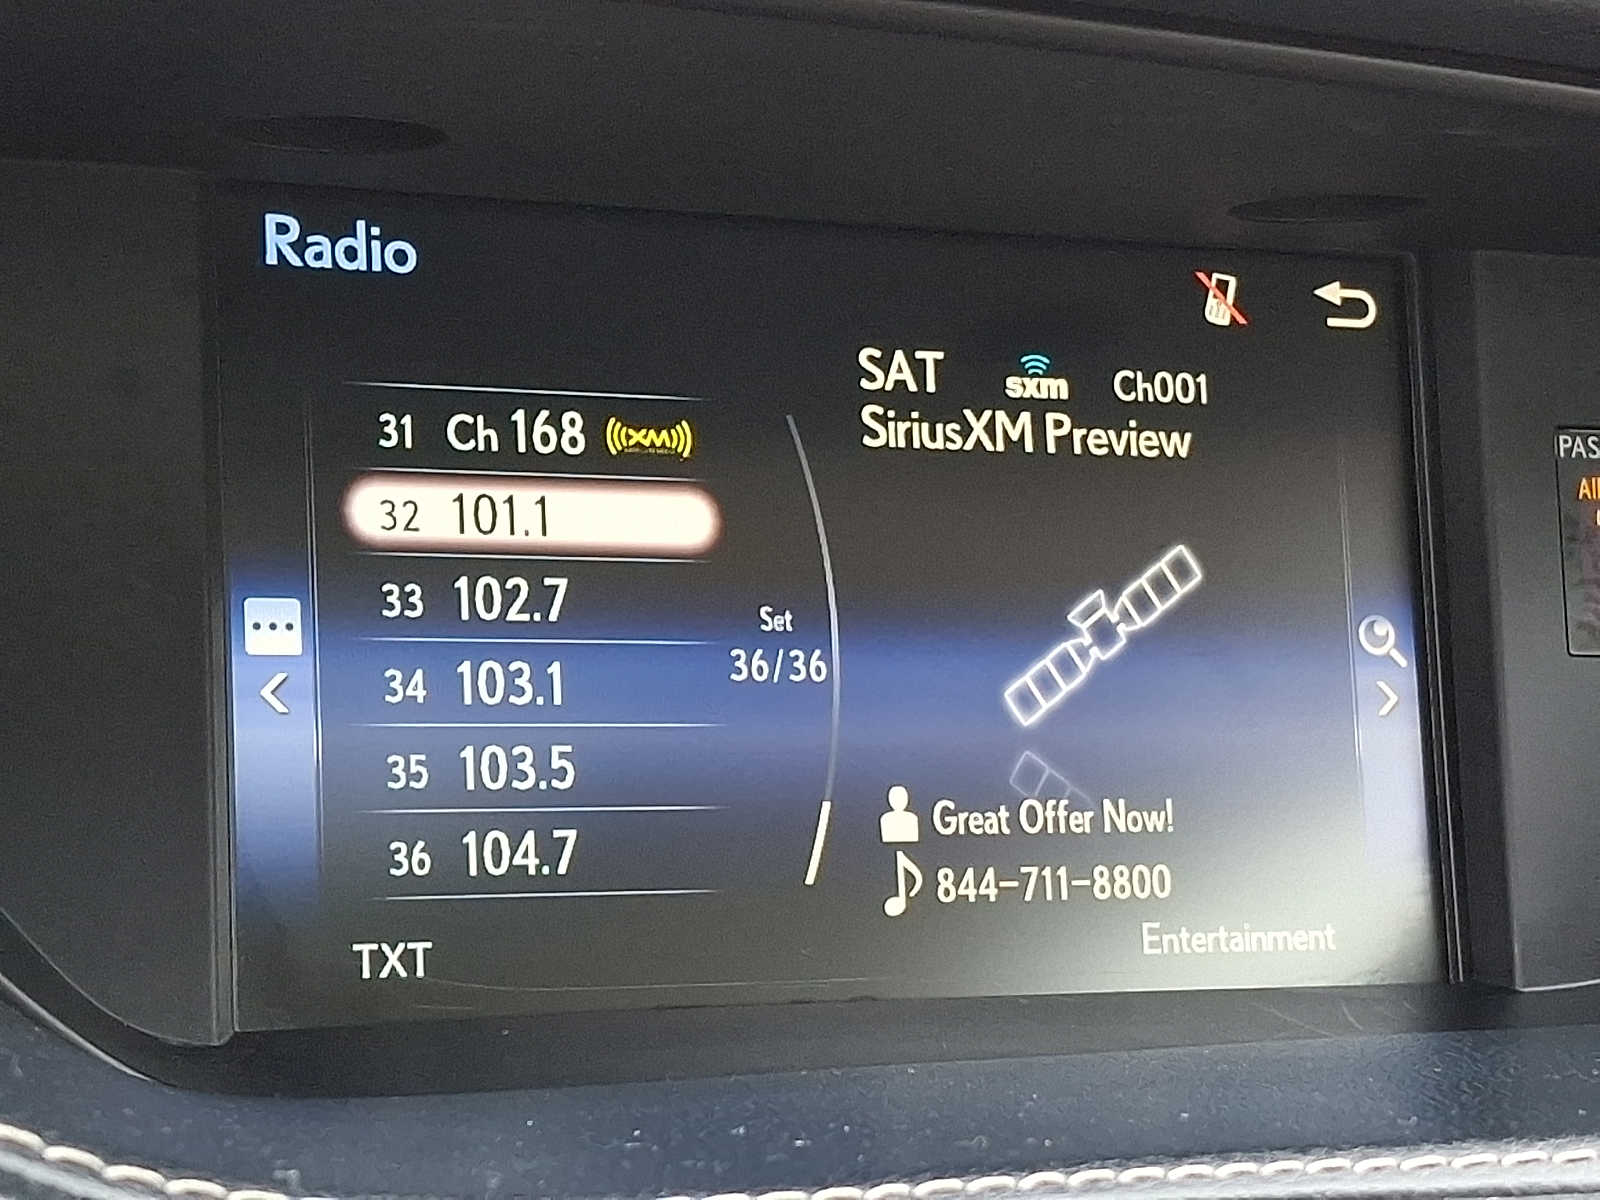 Radio
SAT sxm Ch001
SiriusXM Preview
31 Ch 168 XM
32 101.1
33 102.7
34 103.1
35 103.5
36 104.7
Set
36/36
Great Offer Now!
844-711-8800
Entertainment
TXT
PAS